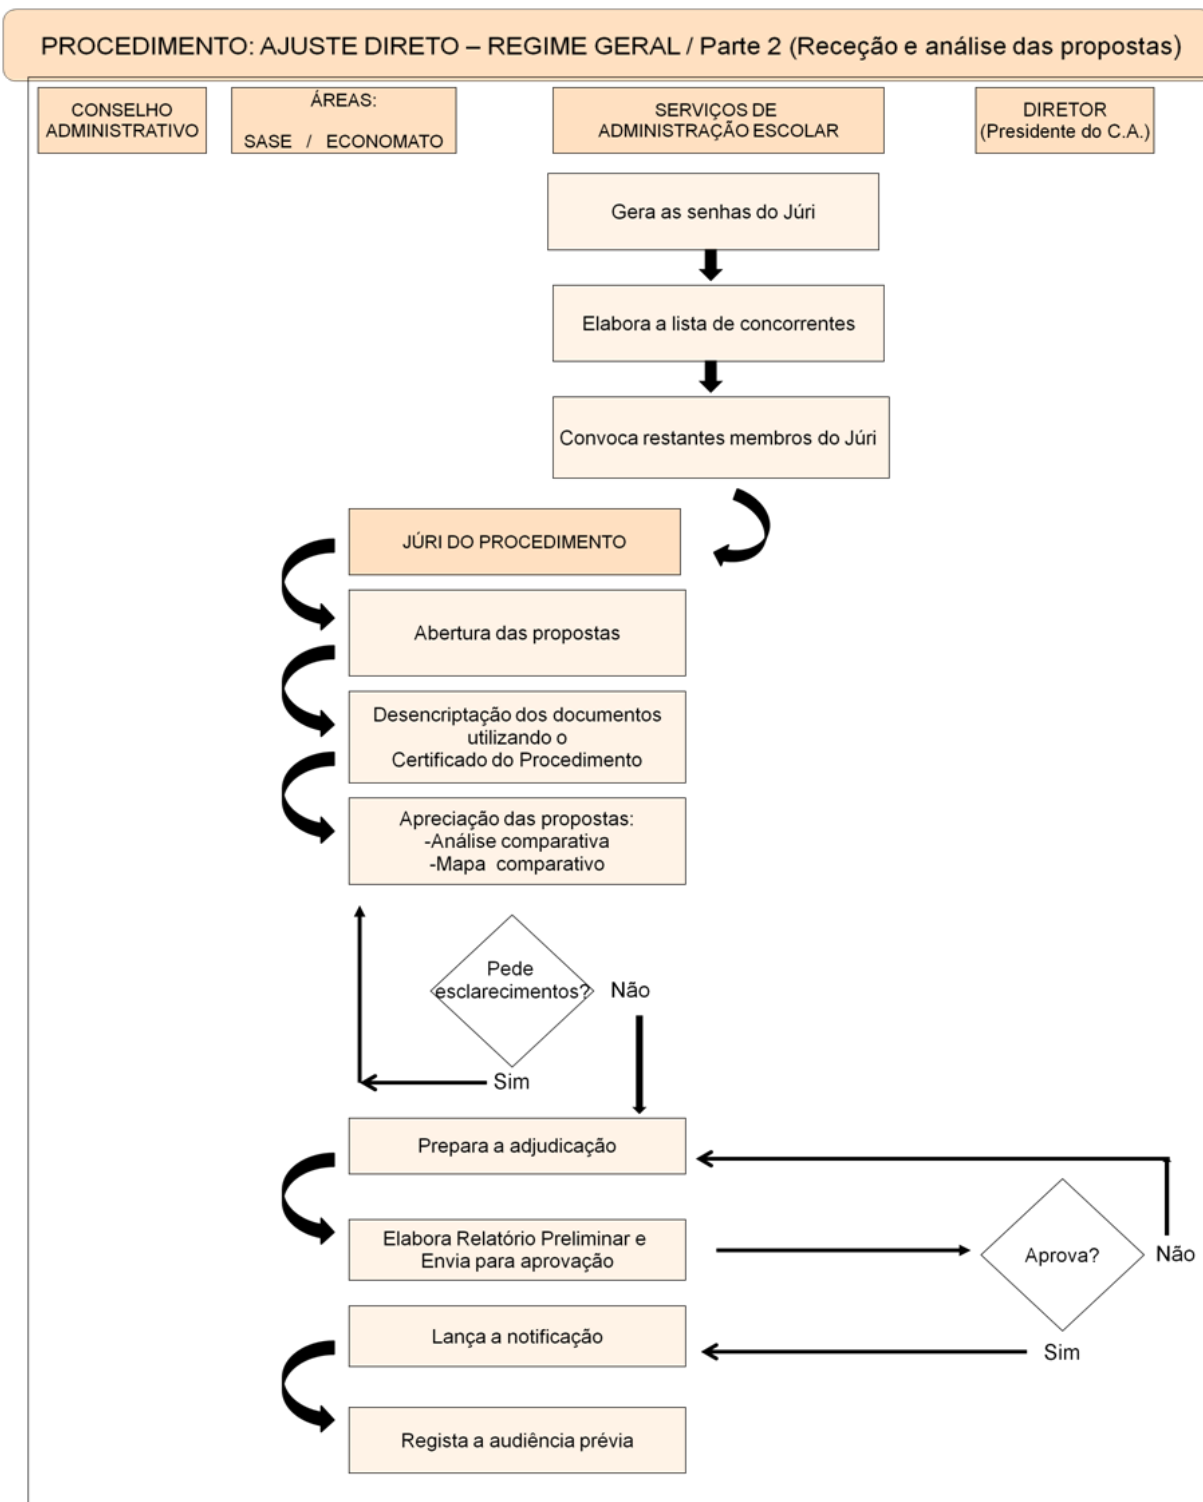 PROCEDIMENTO: AJUSTE DIRETO – REGIME GERAL / Parte 2 (Receção e análise das propostas)
CONSELHO
ADMINISTRATIVO
ÁREAS:
SASE / ECONOMATO
SERVIÇOS DE
ADMINISTRAÇÃO ESCOLAR
DIRETOR
(Presidente do C.A.)
Gera as senhas do Júri
Elabora a lista de concorrentes
Convoca restantes membros do Júri
JÚRI DO PROCEDIMENTO
Abertura das propostas
Desencriptação dos documentos
utilizando o
Certificado do Procedimento
Apreciação das propostas:
-Análise comparativa
-Mapa comparativo
Pede
esclarecimentos?
Não
Sim
Prepara a adjudicação
Elabora Relatório Preliminar e
Envia para aprovação
Aprova?
Não
Lança a notificação
Sim
Regista a audiência prévia